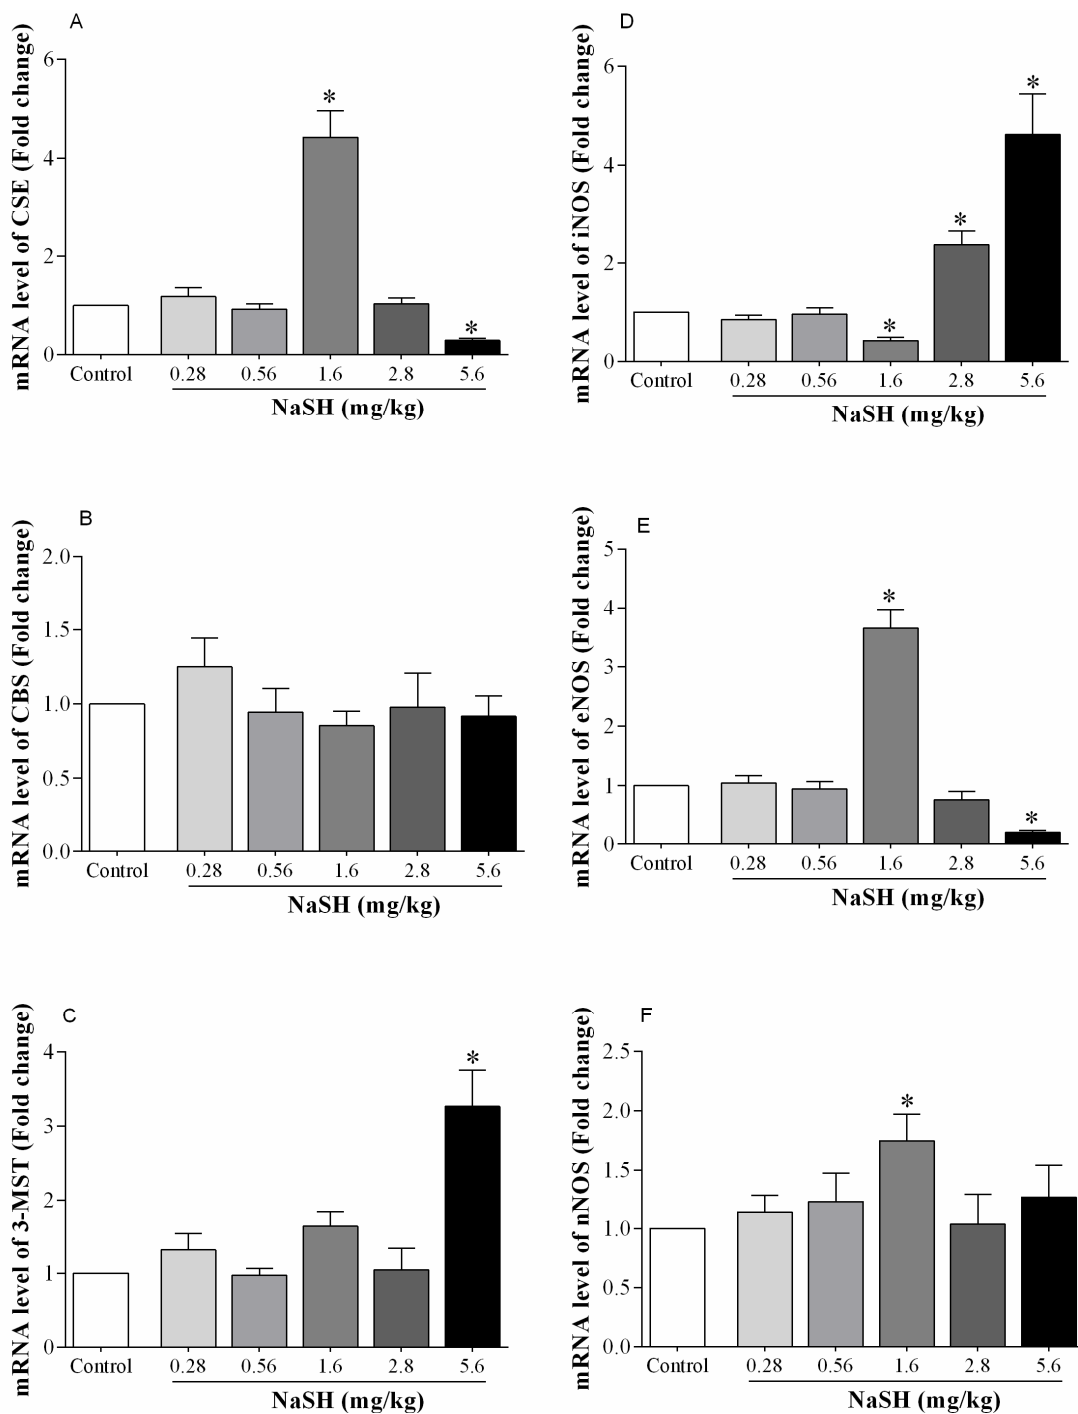 A
mRNA level of CSE (Fold change)
6
4
2
0
Control 0.28 0.56 1.6 2.8 5.6
NaSH (mg/kg)
*
*
D
mRNA level of iNOS (Fold change)
6
4
2
0
Control 0.28 0.56 1.6 2.8 5.6
NaSH (mg/kg)
*
*
*
B
mRNA level of CBS (Fold change)
2.0
1.5
1.0
0.5
0.0
Control 0.28 0.56 1.6 2.8 5.6
NaSH (mg/kg)
E
mRNA level of eNOS (Fold change)
5
4
3
2
1
0
Control 0.28 0.56 1.6 2.8 5.6
NaSH (mg/kg)
*
*
C
mRNA level of 3-MST (Fold change)
4
3
2
1
0
Control 0.28 0.56 1.6 2.8 5.6
NaSH (mg/kg)
*
F
mRNA level of nNOS (Fold change)
2.5
2.0
1.5
1.0
0.5
0.0
Control 0.28 0.56 1.6 2.8 5.6
NaSH (mg/kg)
*